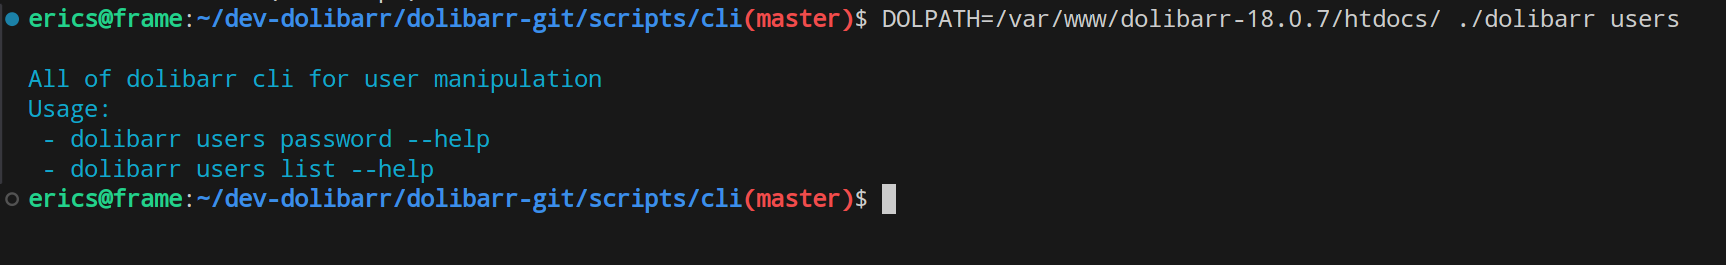 erics@frame:~/dev-dolibarr/dolibarr-git/scripts/cli(master)$ DOLPATH=/var/www/dolibarr-18.0.7/htdocs/ ./dolibarr users
All of dolibarr cli for user manipulation
Usage:
- dolibarr users password --help
- dolibarr users list --help
erics@frame:~/dev-dolibarr/dolibarr-git/scripts/cli(master)$